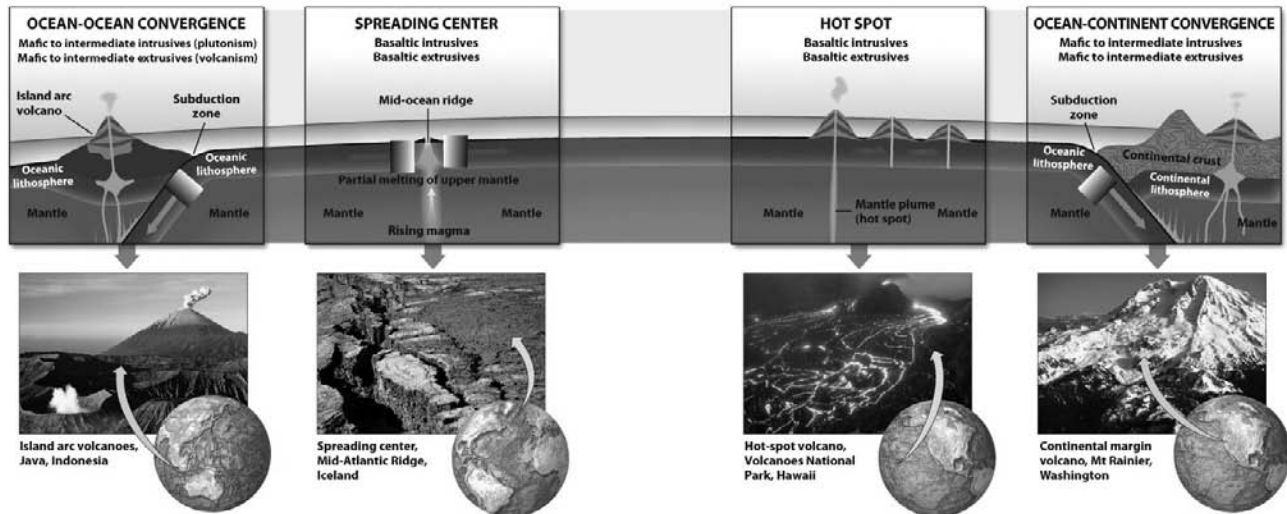 OCEAN-OCEAN CONVERGENCE
Mafic to intermediate intrusives (plutonism)
Mafic to intermediate extrusives (volcanism)
Island arc
volcano
Subduction
zone
Oceanic
lithosphere
Oceanic
lithosphere
Mantle
Mantle
Island arc volcanoes,
Java, Indonesia
SPREADING CENTER
Basaltic intrusives
Basaltic extrusives
Mid-ocean ridge
Partial melting of upper mantle
Mantle
Mantle
Rising magma
Spreading center,
Mid-Atlantic Ridge,
Iceland
HOT SPOT
Basaltic intrusives
Basaltic extrusives
Mantle
Mantle plume
(hot spot)
Mantle
Hot-spot volcano,
Volcanoes National
Park, Hawaii
OCEAN-CONTINENT CONVERGENCE
Mafic to intermediate intrusives
Mafic to intermediate extrusives
Subduction
zone
Oceanic
lithosphere
Continental crust
Continental
lithosphere
Mantle
Mantle
Continental margin
volcano, Mt Rainier,
Washington